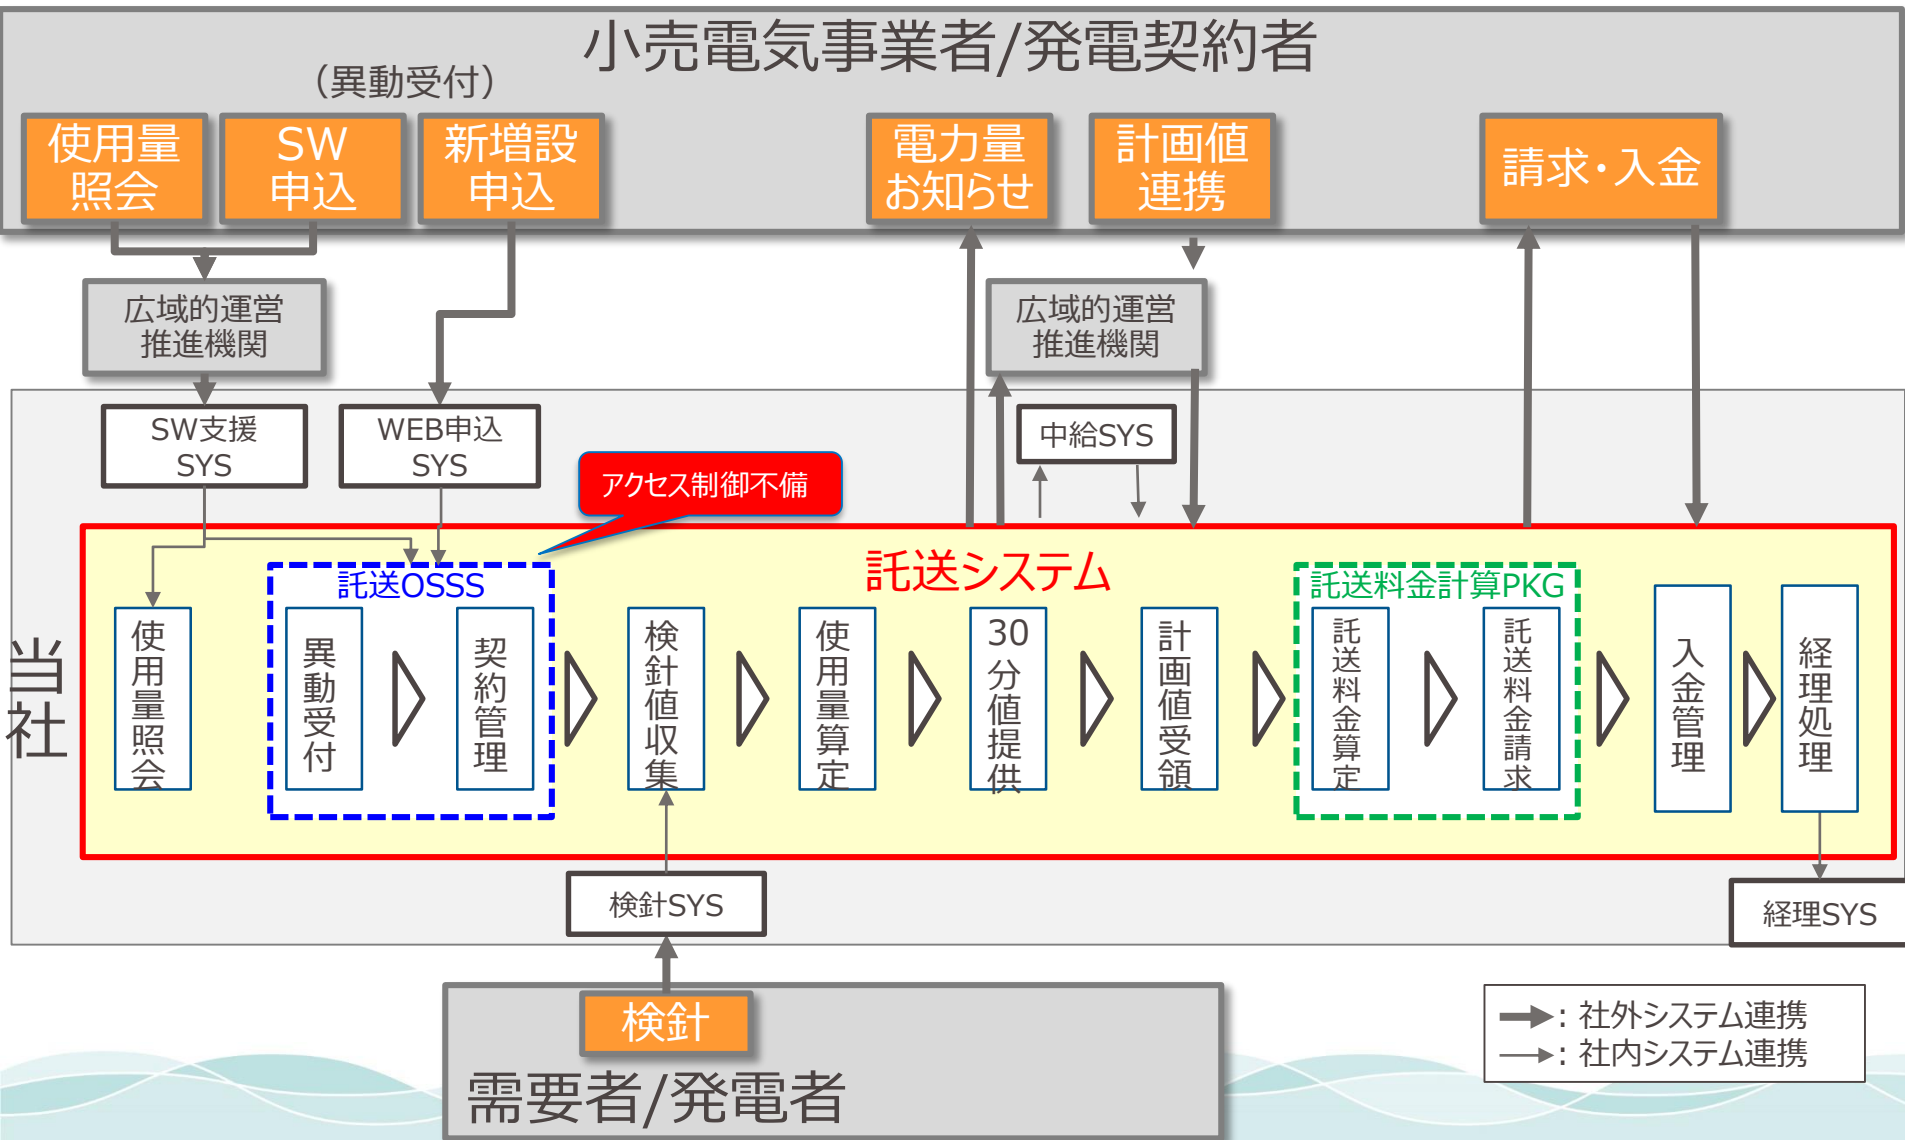 小売電気事業者/発電契約者
（異動受付）
使用量
照会
SW
申込
新増設
申込
電力量
お知らせ
計画値
連携
請求・入金
広域的運営
推進機関
広域的運営
推進機関
SW支援
SYS
WEB申込
SYS
中給SYS
アクセス制御不備
託送システム
託送OSSS
託送料金計算PKG
当社
使用量照会
異動受付
契約管理
検針値収集
使用量算定
30分値提供
計画値受領
託送料金算定
託送料金請求
入金管理
経理処理
検針SYS
経理SYS
検針
需要者/発電者
：社外システム連携
：社内システム連携